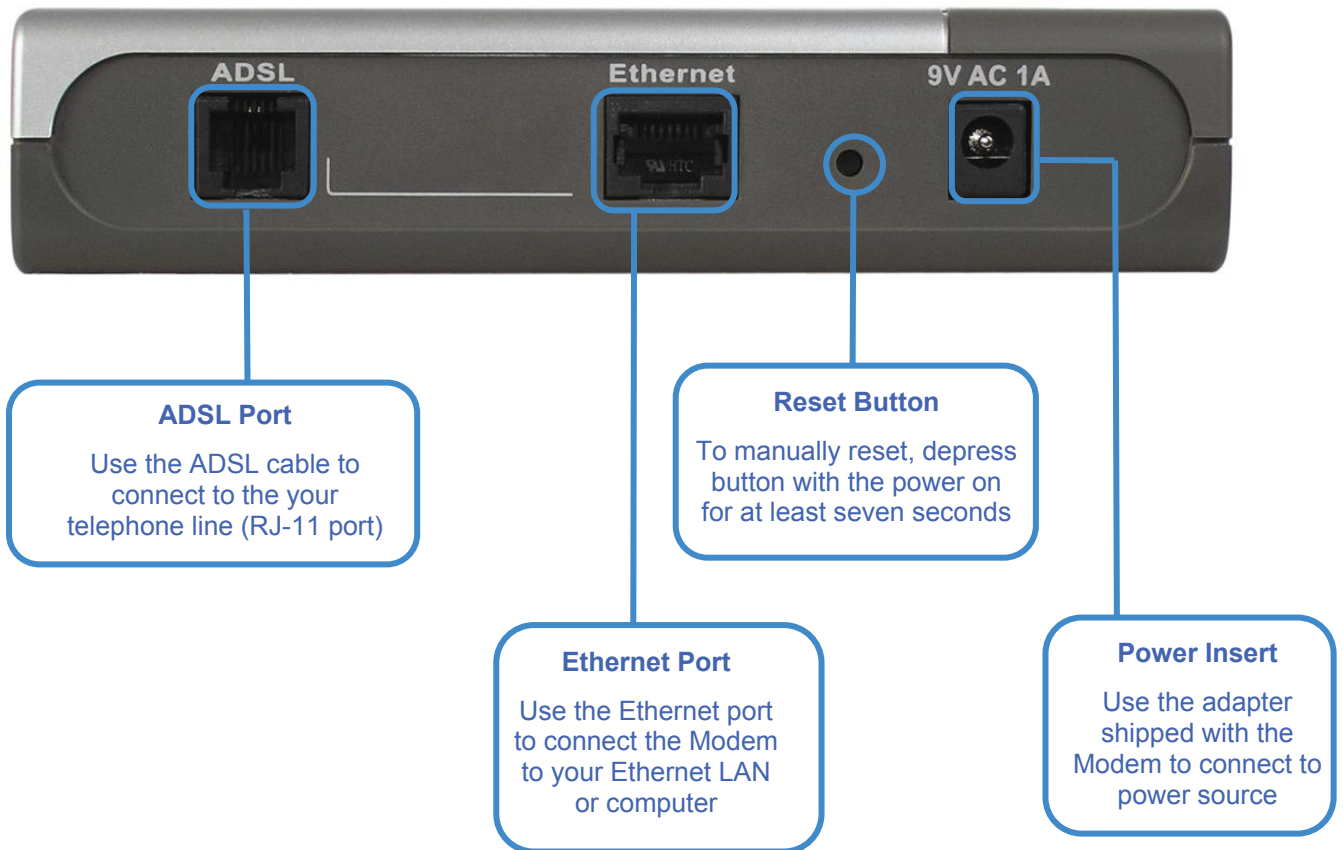 ADSL
Ethernet
9V AC 1A
HTC
ADSL Port
Use the ADSL cable to
connect to the your
telephone line (RJ-11 port)
Reset Button
To manually reset, depress
button with the power on
for at least seven seconds
Ethernet Port
Use the Ethernet port
to connect the Modem
to your Ethernet LAN
or computer
Power Insert
Use the adapter
shipped with the
Modem to connect to
power source